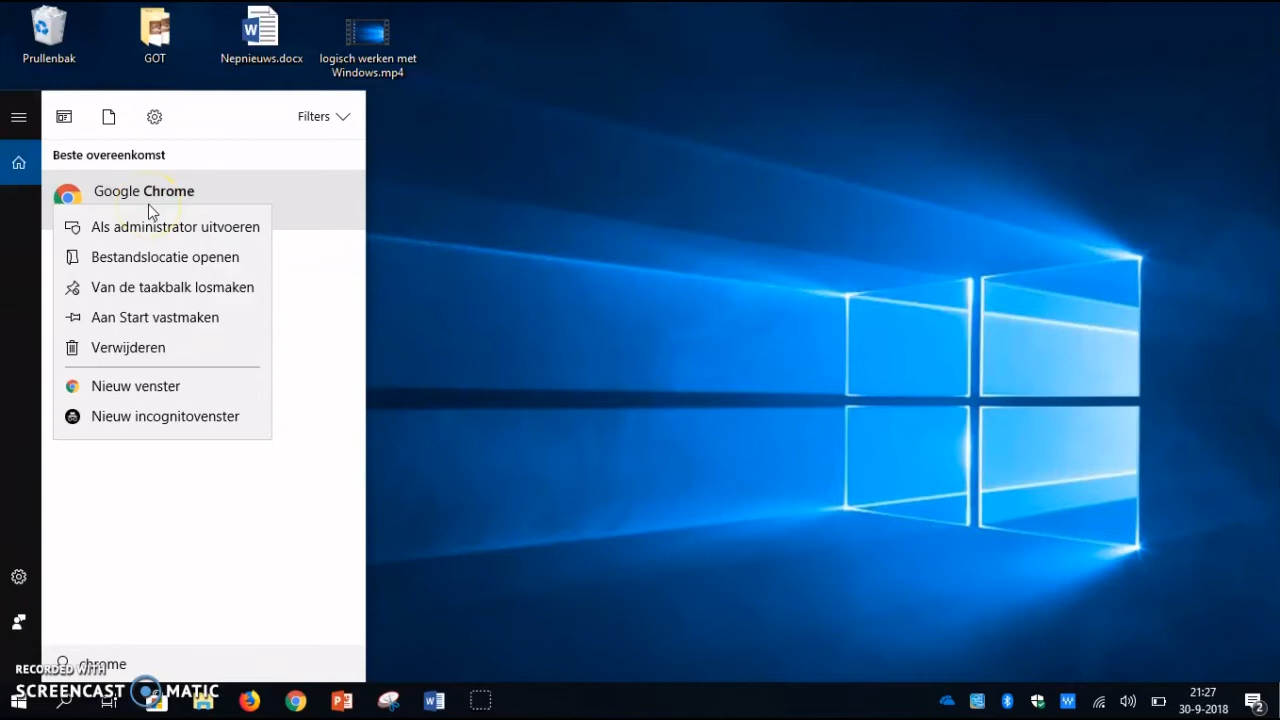 Prullenbak
GOT
Nepnieuws.docx
logisch werken met
Windows.mp4
Filters
Beste overeenkomst
Google Chrome
Als administrator uitvoeren
Bestandslocatie openen
Van de taakbalk losmaken
Aan Start vastmaken
Verwijderen
Nieuw venster
Nieuw incognitovenster
chrome
RECORDED WITH
SCREENCAST MATIC
21:27
30-9-2018
2